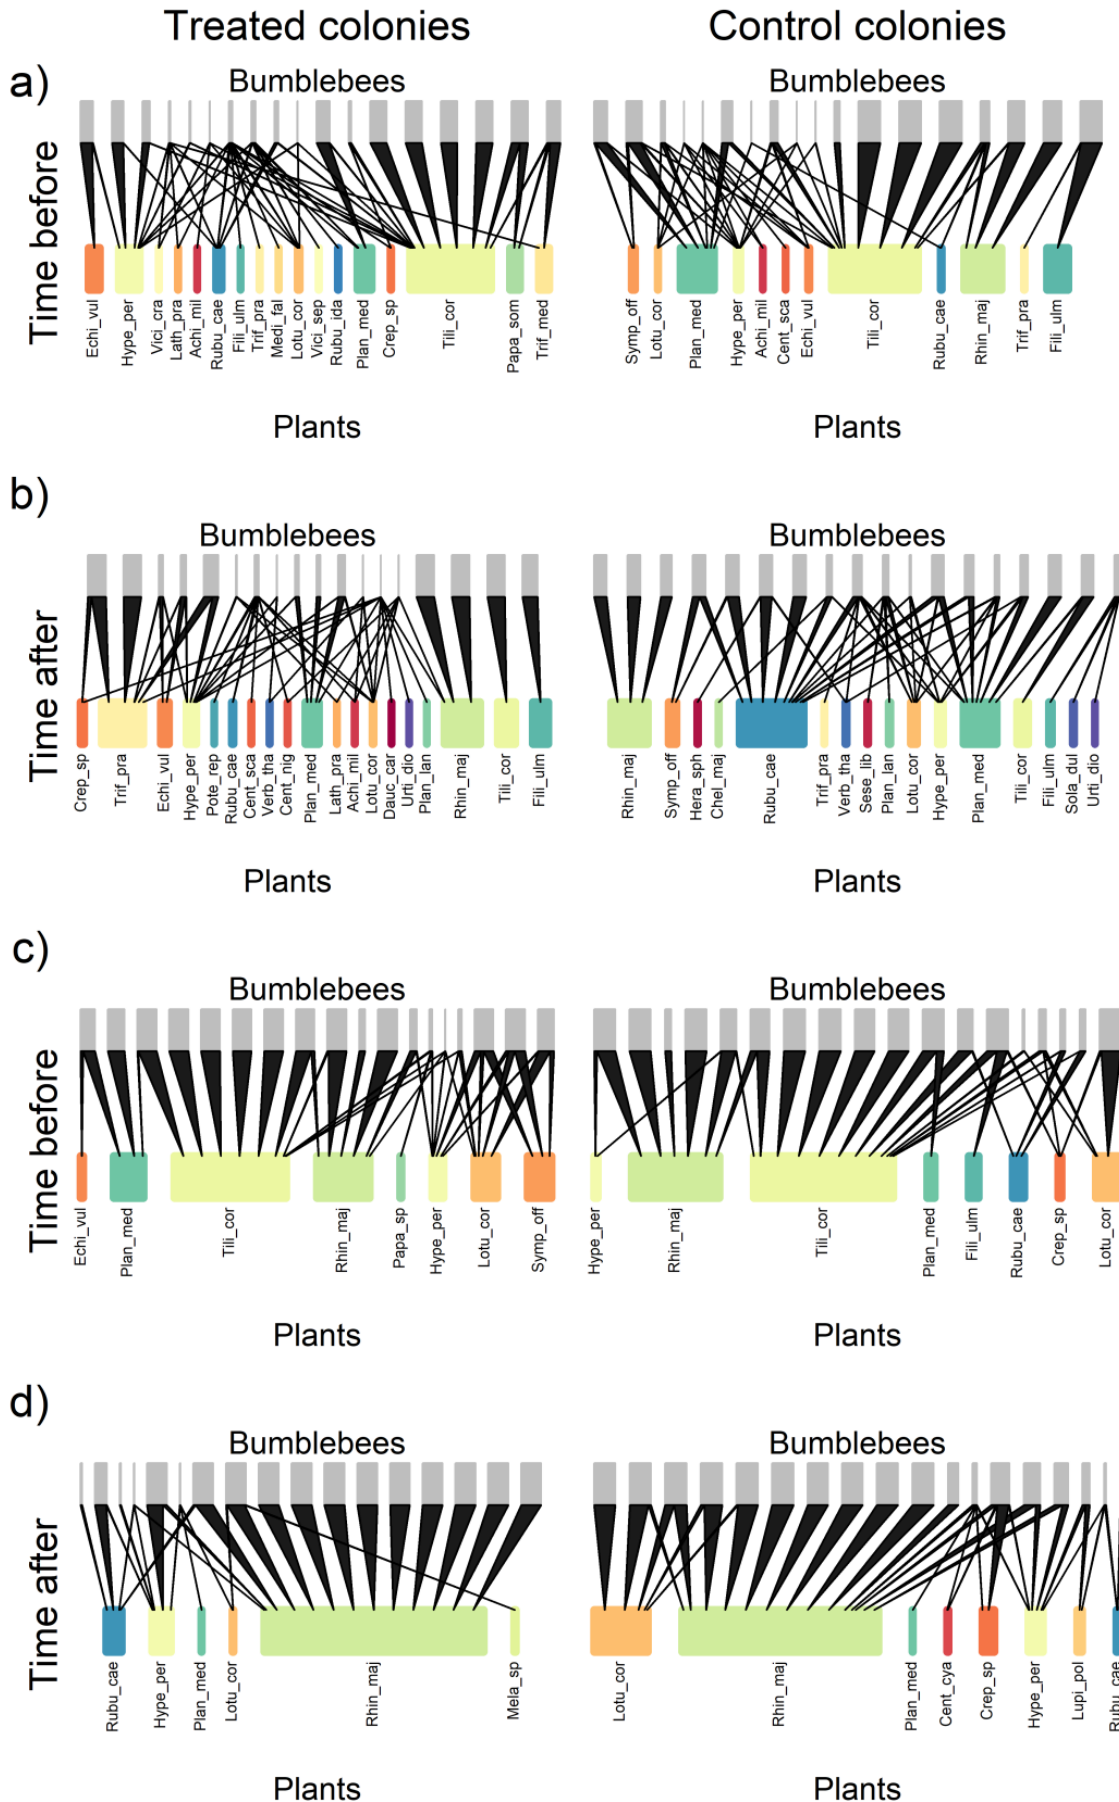 Treated colonies Control colonies
a)
Bumblebees Bumblebees
Time before
Echi_vul Hype_per Vici_cra Lath_pra Achi_mil Rubu_cae Fili_ulm Trif_pra Medi_fal Lotu_cor Vici_sep Rubu_ida Plan_med Crep_sp Tili_cor Papa_som Trif_med
Symp_off Lotu_cor Plan_med Hype_per Achi_mil Cent_sca Echi_vul Tili_cor Rubu_cae Rhin_maj Trif_pra Fili_ulm
Plants Plants
b)
Bumblebees Bumblebees
Time after
Crep_sp Trif_pra Echi_vul Hype_per Pote_rep Rubu_cae Cent_sca Verb_tha Cent_nig Plan_med Lath_pra Achi_mil Lotu_cor Dauc_car Urti_dio Plan_lan Rhin_maj Tili_cor Fili_ulm
Rhin_maj Symp_off Hera_sph Chel_maj Rubu_cae Trif_pra Verb_tha Sese_lib Plan_lan Lotu_cor Hype_per Plan_med Tili_cor Fili_ulm Sola_dul Urti_dio
Plants Plants
c)
Bumblebees Bumblebees
Time before
Echi_vul Plan_med Tili_cor Rhin_maj Papa_sp Hype_per Lotu_cor Symp_off
Hype_per Rhin_maj Tili_cor Plan_med Fili_ulm Rubu_cae Crep_sp Lotu_cor
Plants Plants
d)
Bumblebees Bumblebees
Time after
Rubu_cae Hype_per Plan_med Lotu_cor Rhin_maj Mela_sp
Lotu_cor Rhin_maj Plan_med Cent_cya Crep_sp Hype_per Lupi_pol Rubu_cae
Plants Plants